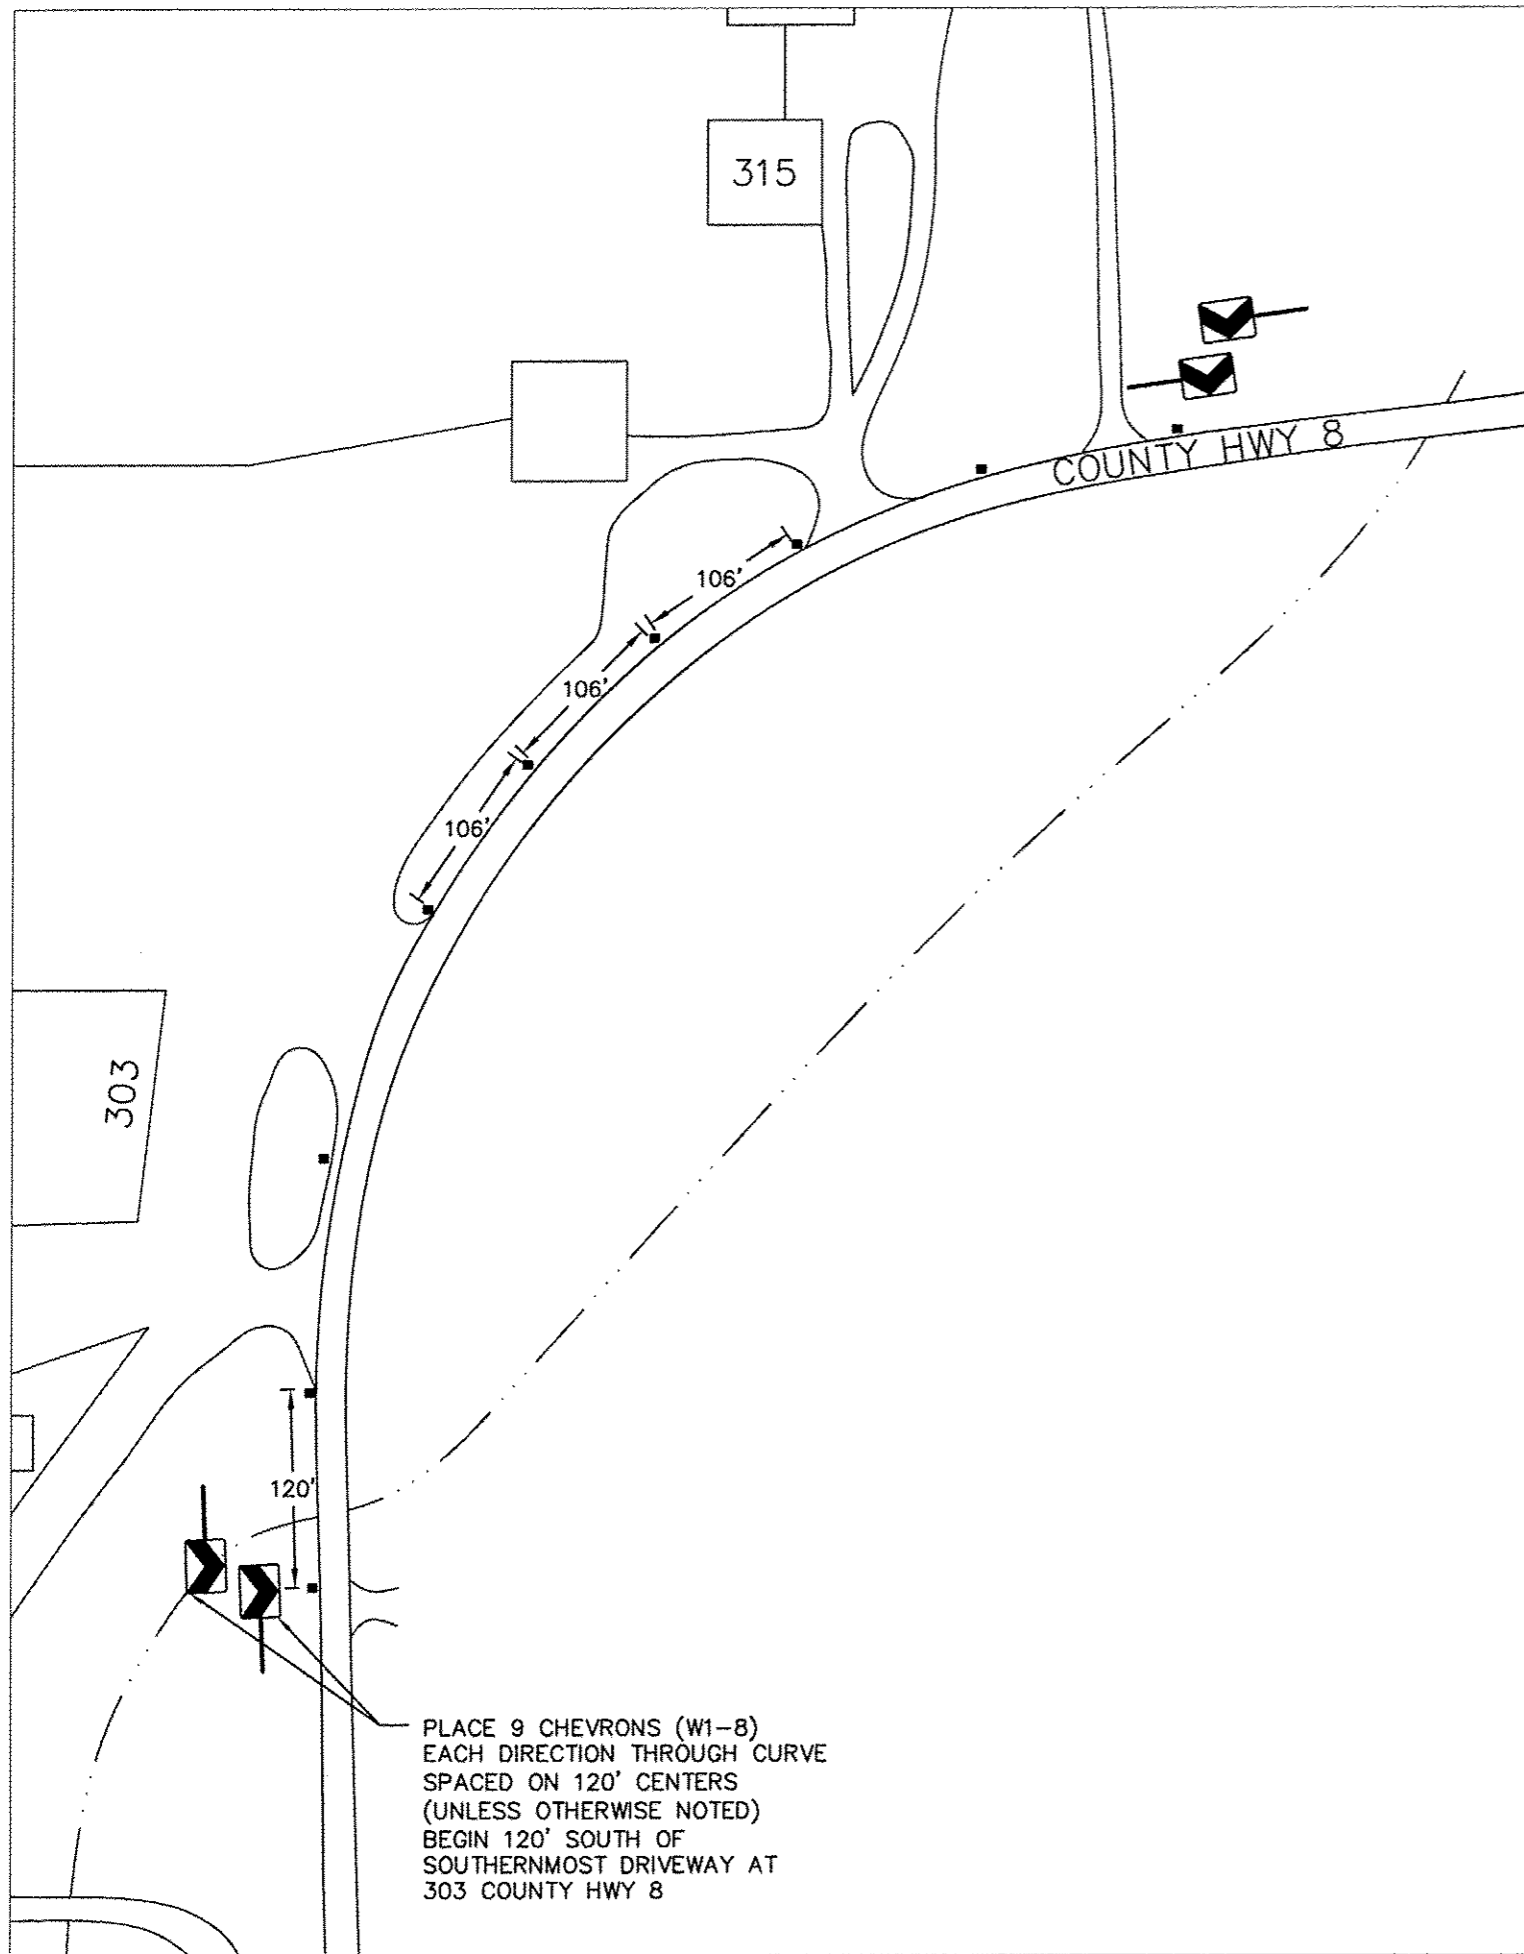 315
COUNTY HWY 8
106'
106'
106'
303
120'
PLACE 9 CHEVRONS (W1-8)
EACH DIRECTION THROUGH CURVE
SPACED ON 120' CENTERS
(UNLESS OTHERWISE NOTED)
BEGIN 120' SOUTH OF
SOUTHERNMOST DRIVEWAY AT
303 COUNTY HWY 8